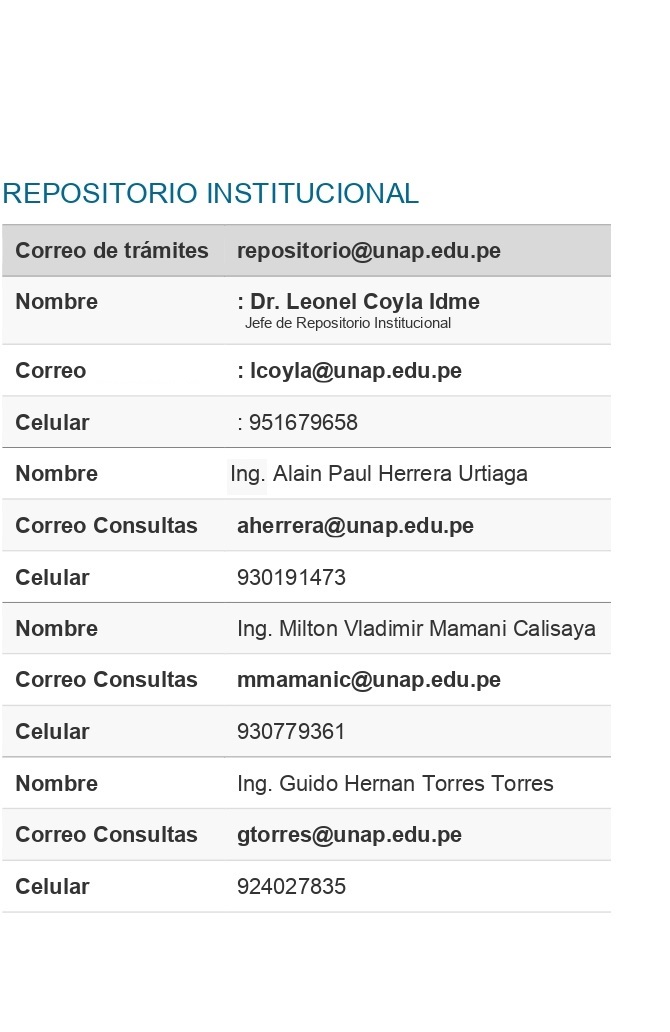 REPOSITORIO INSTITUCIONAL
Correo de trámites repositorio@unap.edu.pe
Nombre : Dr. Leonel Coyla Idme
Jefe de Repositorio Institucional
Correo : lcoyla@unap.edu.pe
Celular : 951679658
Nombre Ing. Alain Paul Herrera Urtiaga
Correo Consultas aherrera@unap.edu.pe
Celular 930191473
Nombre Ing. Milton Vladimir Mamani Calisaya
Correo Consultas mmamanic@unap.edu.pe
Celular 930779361
Nombre Ing. Guido Hernan Torres Torres
Correo Consultas gtorres@unap.edu.pe
Celular 924027835